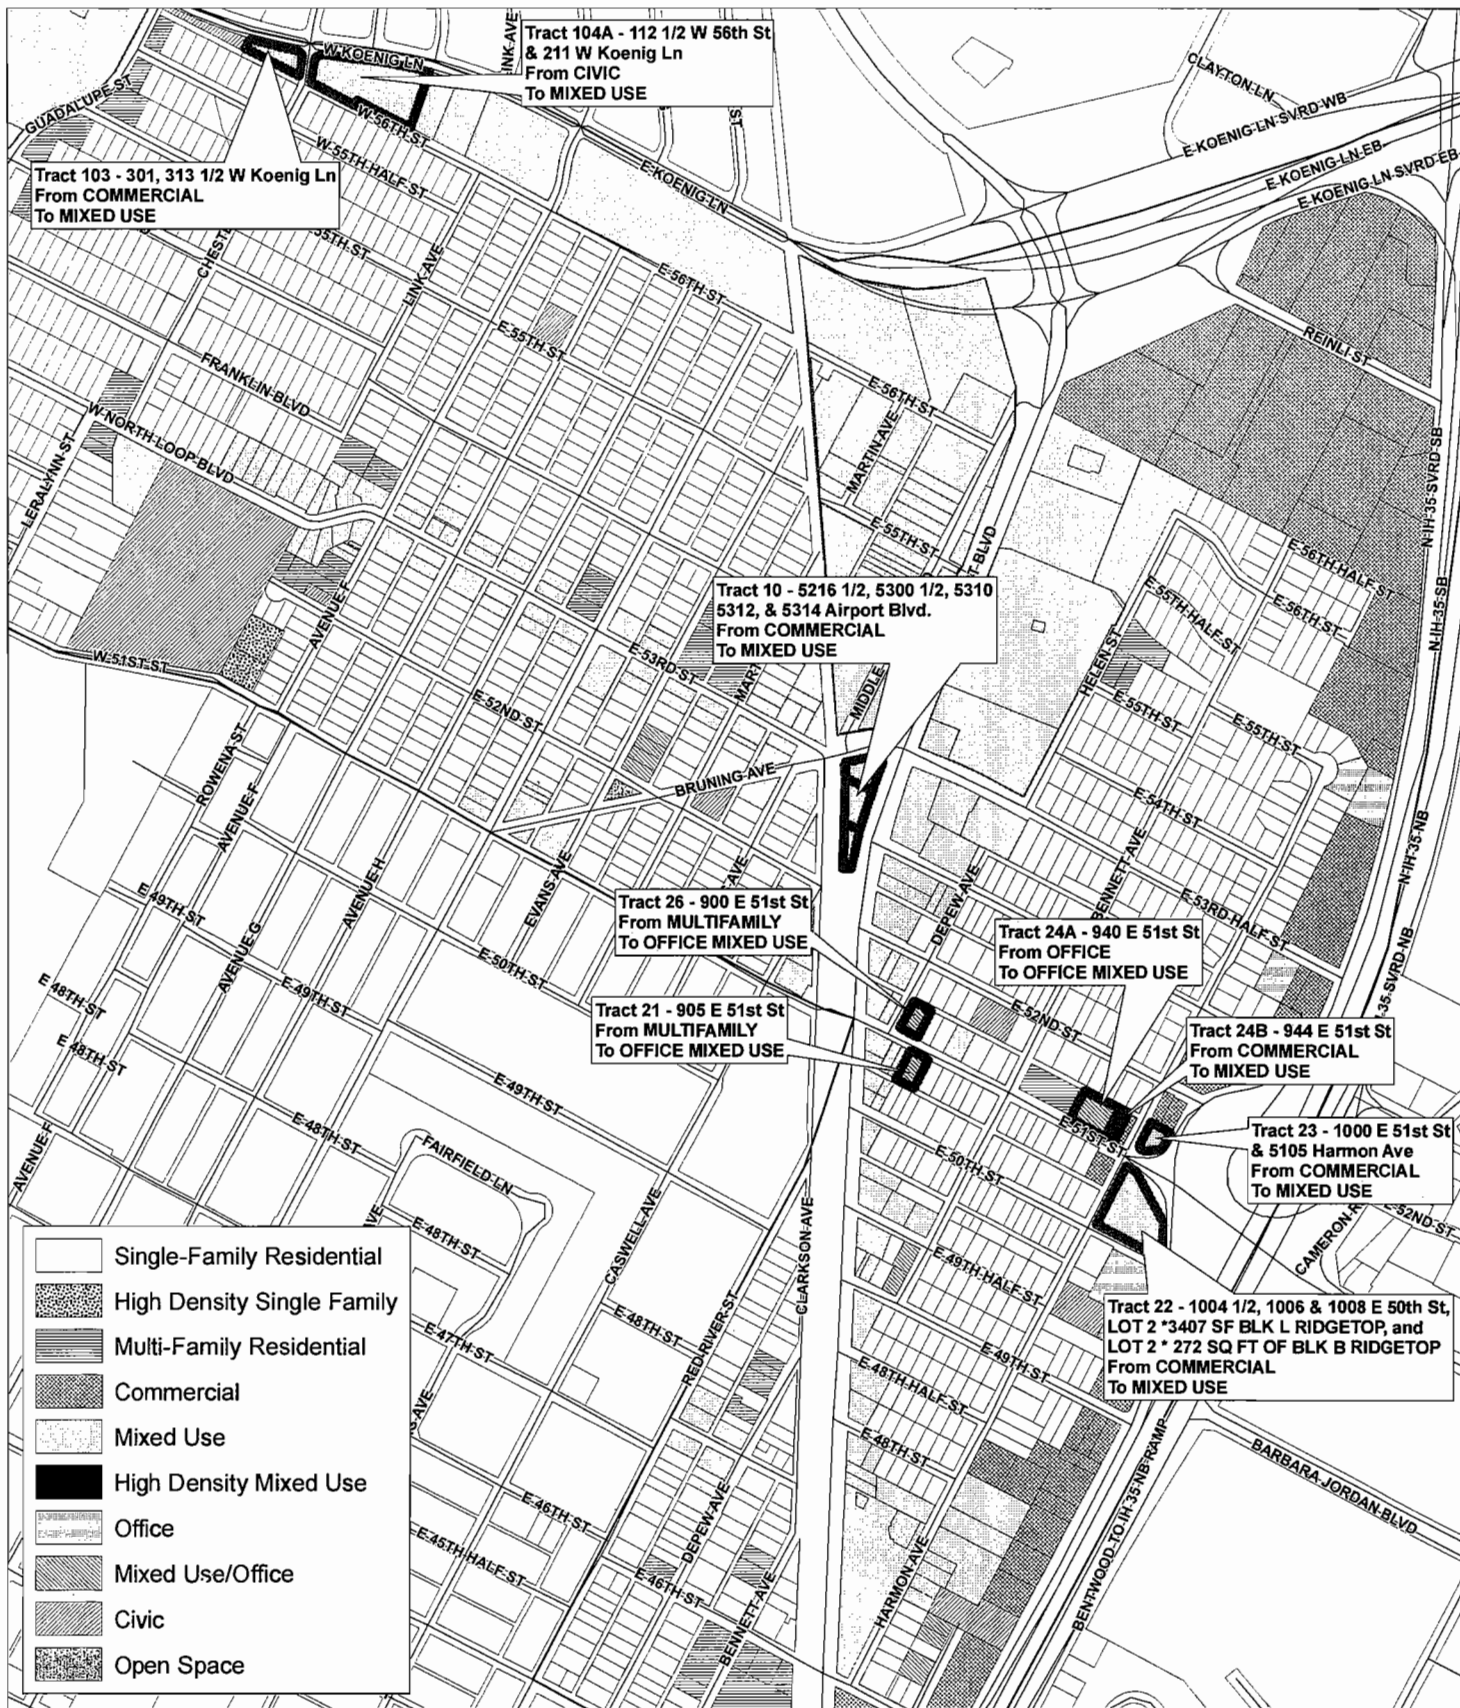 Tract 104A - 112 1/2 W 56th St
& 211 W Koenig Ln
From CIVIC
To MIXED USE
W KOENIG LN
CLAYTON LN
GUADALUPE ST
W 56TH ST
E KOENIG LN SVRD WB
W 55TH HALF ST
E KOENIG LN
E KOENIG LN EB
E KOENIG LN SVRD EB
Tract 103 - 301, 313 1/2 W Koenig Ln
From COMMERCIAL
To MIXED USE
LINK AVE
E 56TH ST
E 55TH ST
REINLI ST
FRANKLIN BLVD
E 56TH ST
W NORTH LOOP BLVD
MARTIN AVE
LERALYNN ST
N IH 35 SVRD SB
E 55TH ST
E 56TH HALF ST
E 55TH HALF ST
E 56TH ST
N IH 35 SB
Tract 10 - 5216 1/2, 5300 1/2, 5310
5312, & 5314 Airport Blvd.
From COMMERCIAL
To MIXED USE
AVENUE F
W 51ST ST
E 53RD ST
HELEN ST
MIDDLE
E 52ND ST
E 55TH ST
E 55TH ST
ROWENA ST
BRUNING AVE
AVENUE F
E 54TH ST
N IH 35 NB
AVENUE H
EVANS AVE
BENNETT AVE
E 53RD HALF ST
DEPEW AVE
E 49TH ST
AVENUE G
E 50TH ST
Tract 26 - 900 E 51st St
From MULTIFAMILY
To OFFICE MIXED USE
Tract 24A - 940 E 51st St
From OFFICE
To OFFICE MIXED USE
E 48TH ST
E 49TH ST
Tract 21 - 905 E 51st St
From MULTIFAMILY
To OFFICE MIXED USE
E 52ND ST
Tract 24B - 944 E 51st St
From COMMERCIAL
To MIXED USE
E 48TH ST
E 49TH ST
E 51ST ST
Tract 23 - 1000 E 51st St
& 5105 Harmon Ave
From COMMERCIAL
To MIXED USE
E 48TH ST
FAIRFIELD LN
E 50TH ST
AVENUE F
E 48TH ST
CASWELL AVE
CLARKSON AVE
E 52ND ST
E 49TH HALF ST
Tract 22 - 1004 1/2, 1006 & 1008 E 50th St,
LOT 2 *3407 SF BLK L RIDGETOP, and
LOT 2 * 272 SQ FT OF BLK B RIDGETOP
From COMMERCIAL
To MIXED USE
E 47TH ST
E 48TH ST
RED RIVER ST
E 49TH ST
E 48TH HALF ST
E 48TH ST
BARBARA JORDAN BLVD
BENTWOOD TO IH 35 NB RAMP
E 46TH ST
DEPEW AVE
E 45TH HALF ST
E 46TH ST
BENNETT AVE
HARMON AVE
Single-Family Residential
High Density Single Family
Multi-Family Residential
Commercial
Mixed Use
High Density Mixed Use
Office
Mixed Use/Office
Civic
Open Space